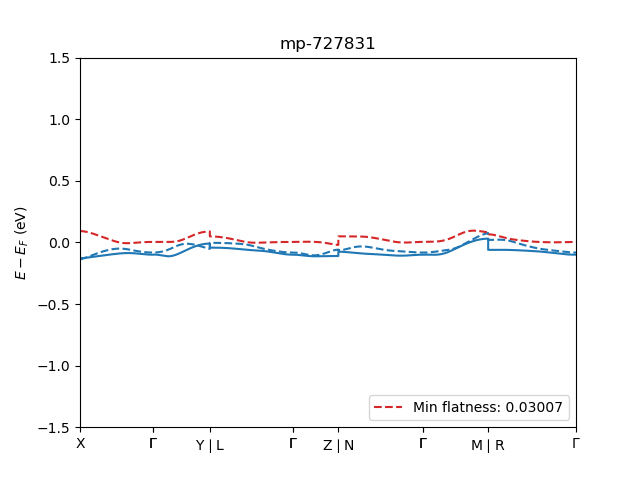 mp-727831
E − E_F (eV)
1.5
1.0
0.5
0.0
−0.5
−1.0
−1.5
Min flatness: 0.03007
X Γ Y | L Γ Z | N Γ M | R Γ